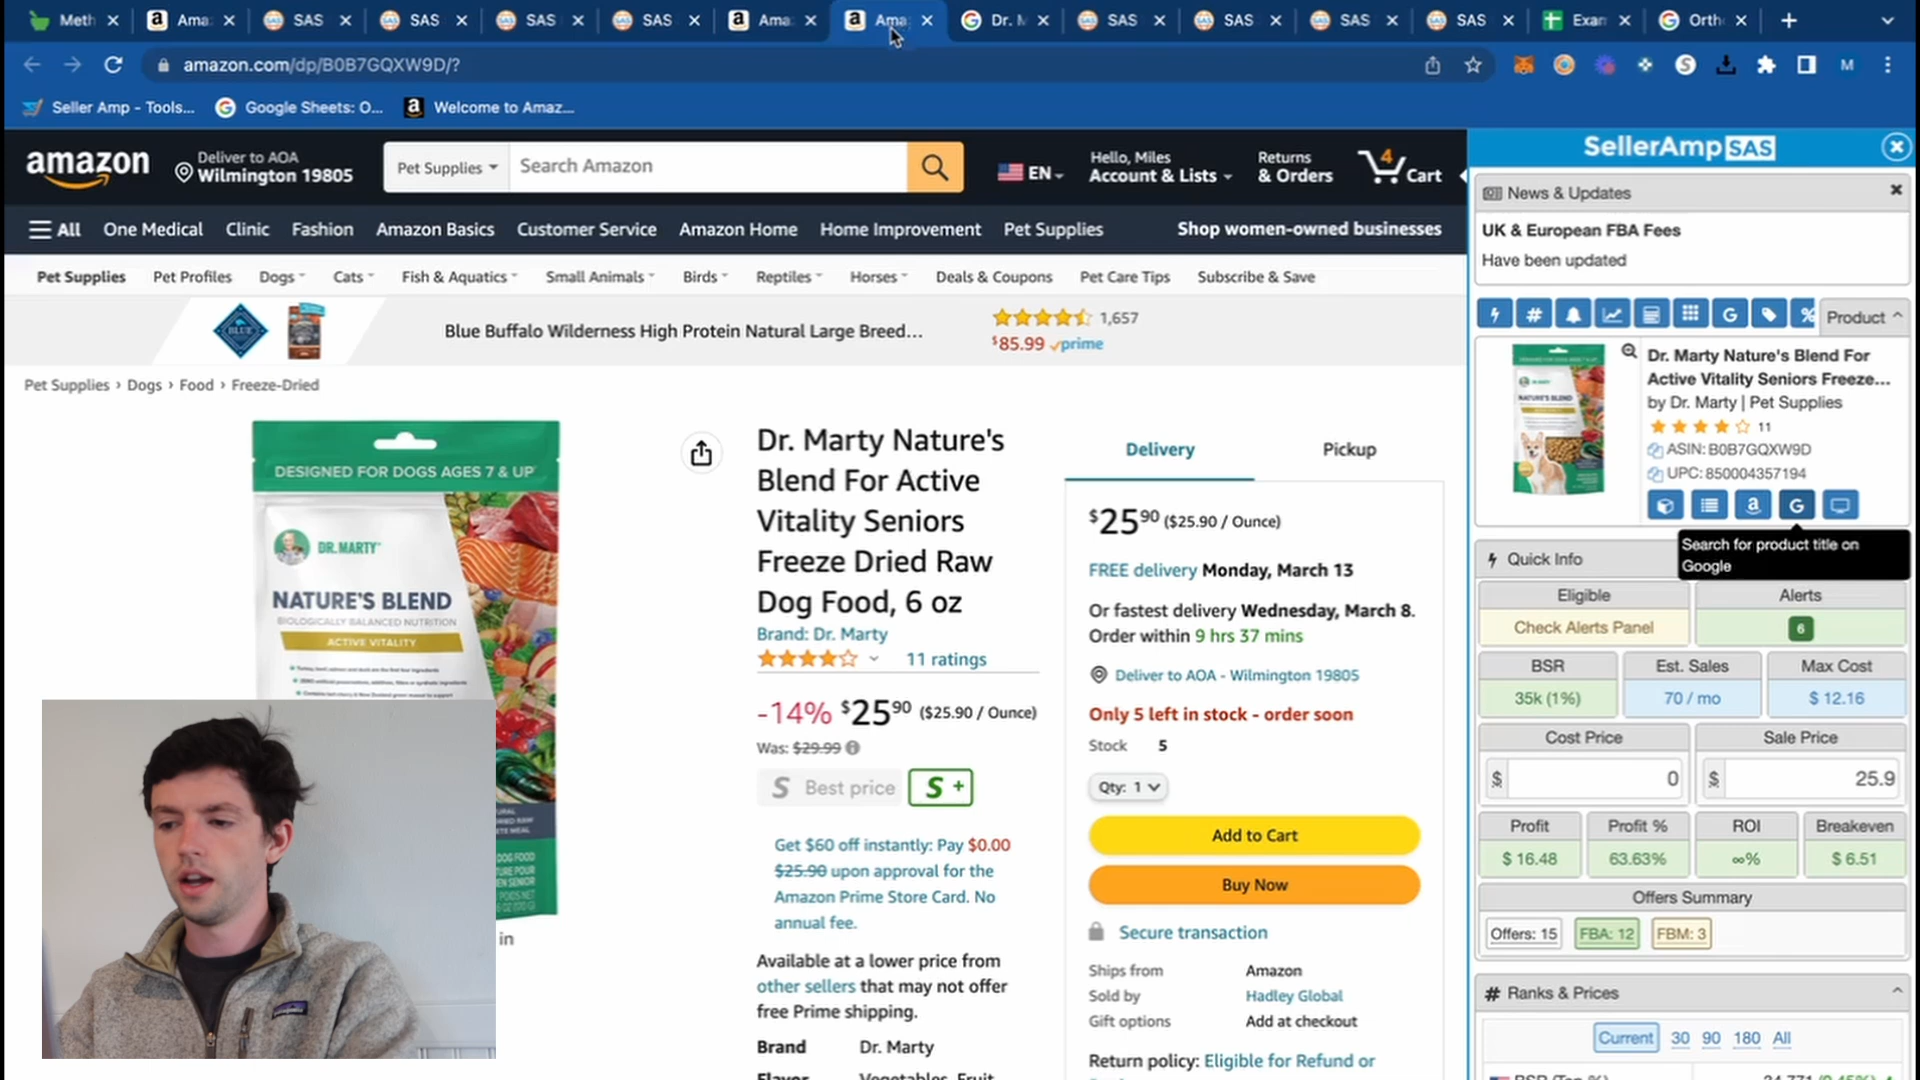 Meth
Ama
SAS
SAS
SAS
SAS
Ama
Ama
Dr. M
SAS
SAS
SAS
SAS
Exam
Orth
amazon.com/dp/B0B7GQXW9D/?
M
Seller Amp - Tools...
Google Sheets: O...
Welcome to Amaz...
amazon
Deliver to AOA
Wilmington 19805
Pet Supplies
Search Amazon
EN
Hello, Miles
Account & Lists
Returns
& Orders
4
Cart
All
One Medical
Clinic
Fashion
Amazon Basics
Customer Service
Amazon Home
Home Improvement
Pet Supplies
Shop women-owned businesses
Pet Supplies
Pet Profiles
Dogs
Cats
Fish & Aquatics
Small Animals
Birds
Reptiles
Horses
Deals & Coupons
Pet Care Tips
Subscribe & Save
BLUE
Blue Buffalo Wilderness High Protein Natural Large Breed...
1,657
$85.99 prime
Pet Supplies › Dogs › Food › Freeze-Dried
DESIGNED FOR DOGS AGES 7 & UP
DR. MARTY
NATURE'S BLEND
BIOLOGICALLY BALANCED NUTRITION
ACTIVE VITALITY
in
Dr. Marty Nature's
Blend For Active
Vitality Seniors
Freeze Dried Raw
Dog Food, 6 oz
Brand: Dr. Marty
11 ratings
-14% $25 90 ($25.90 / Ounce)
Was: $29.99
S Best price
S +
Get $60 off instantly: Pay $0.00
$25.90 upon approval for the
Amazon Prime Store Card. No
annual fee.
Available at a lower price from
other sellers that may not offer
free Prime shipping.
Brand Dr. Marty
Flavor Vegetables, Fruit
Delivery
Pickup
$25 90 ($25.90 / Ounce)
FREE delivery Monday, March 13
Or fastest delivery Wednesday, March 8.
Order within 9 hrs 37 mins
Deliver to AOA - Wilmington 19805
Only 5 left in stock - order soon
Stock 5
Qty: 1
Add to Cart
Buy Now
Secure transaction
Ships from Amazon
Sold by Hadley Global
Gift options Add at checkout
Return policy: Eligible for Refund or
SellerAmp SAS
News & Updates
UK & European FBA Fees
Have been updated
Product
Dr. Marty Nature's Blend For
Active Vitality Seniors Freeze...
by Dr. Marty | Pet Supplies
11
ASIN: B0B7GQXW9D
UPC: 850004357194
Search for product title on
Google
Quick Info
Eligible
Alerts
Check Alerts Panel
6
BSR
Est. Sales
Max Cost
35k (1%)
70 / mo
$ 12.16
Cost Price
Sale Price
$ 0
$ 25.9
Profit
Profit %
ROI
Breakeven
$ 16.48
63.63%
∞%
$ 6.51
Offers Summary
Offers: 15
FBA: 12
FBM: 3
# Ranks & Prices
Current
30
90
180
All